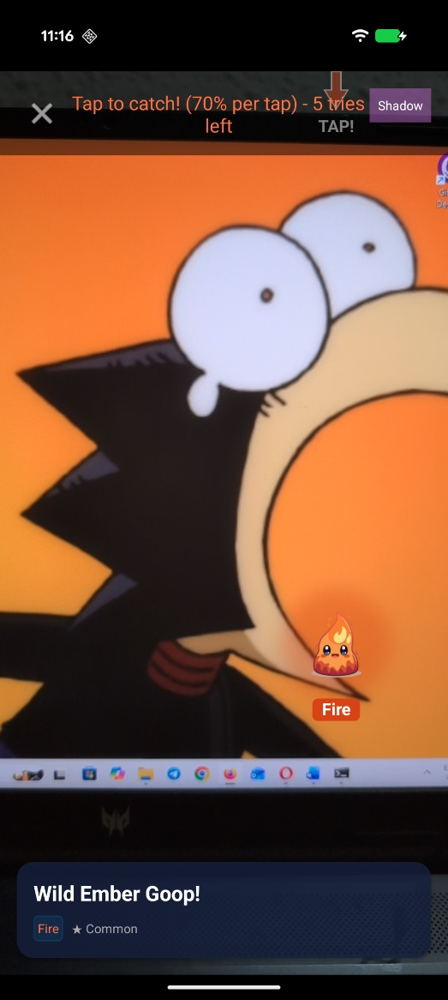 11:16
Tap to catch! (70% per tap) - 5 tries
left
TAP!
Shadow
Fire
Wild Ember Goop!
Fire
★ Common